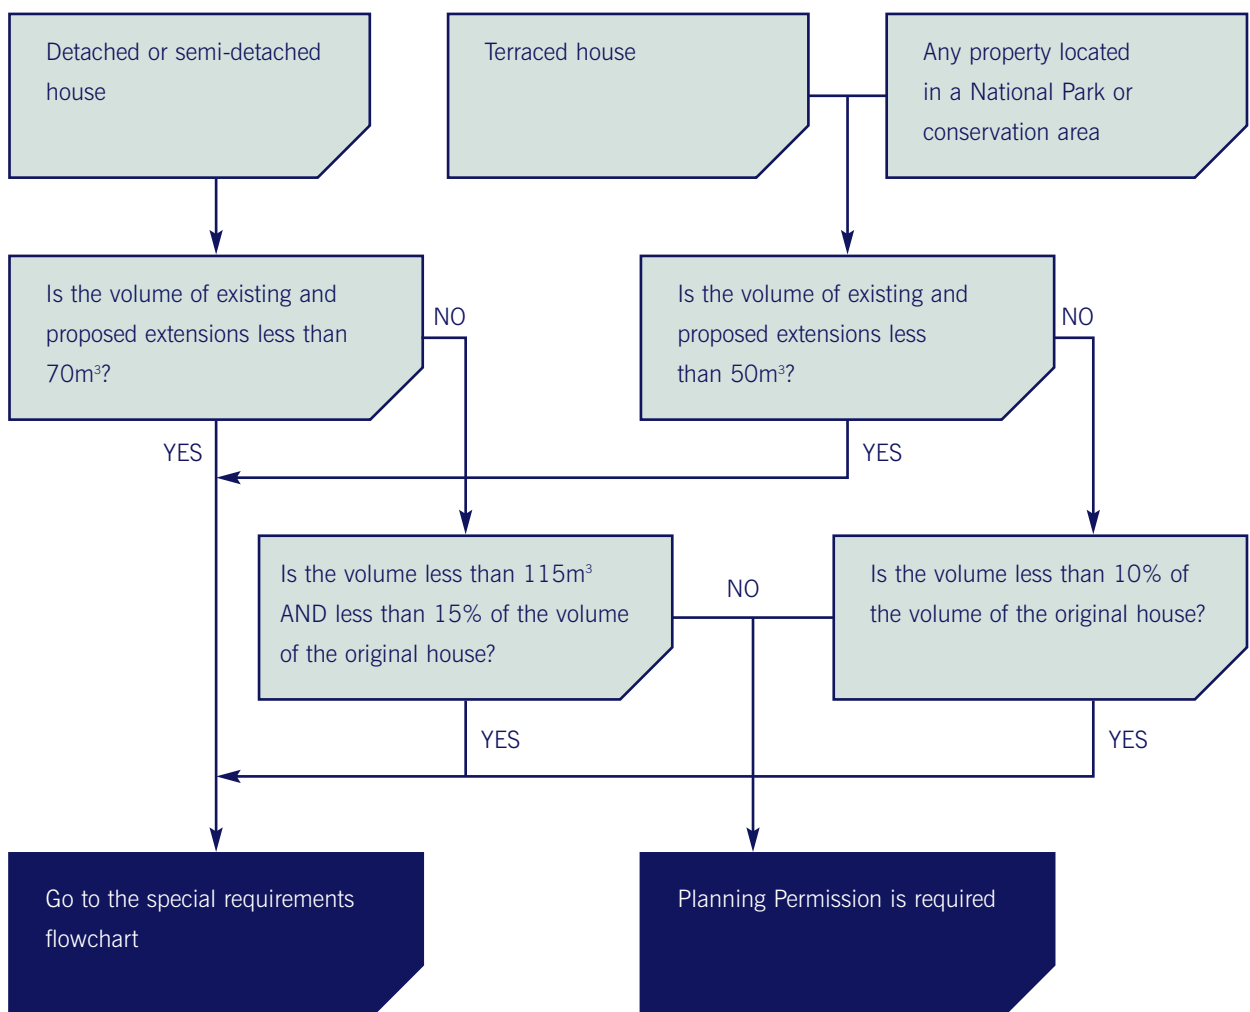 Detached or semi-detached
house
Terraced house
Any property located
in a National Park or
conservation area
Is the volume of existing and
proposed extensions less than
70m³?
NO
Is the volume of existing and
proposed extensions less
than 50m³?
NO
YES
YES
Is the volume less than 115m³
AND less than 15% of the volume
of the original house?
NO
Is the volume less than 10% of
the volume of the original house?
YES
YES
Go to the special requirements
flowchart
Planning Permission is required